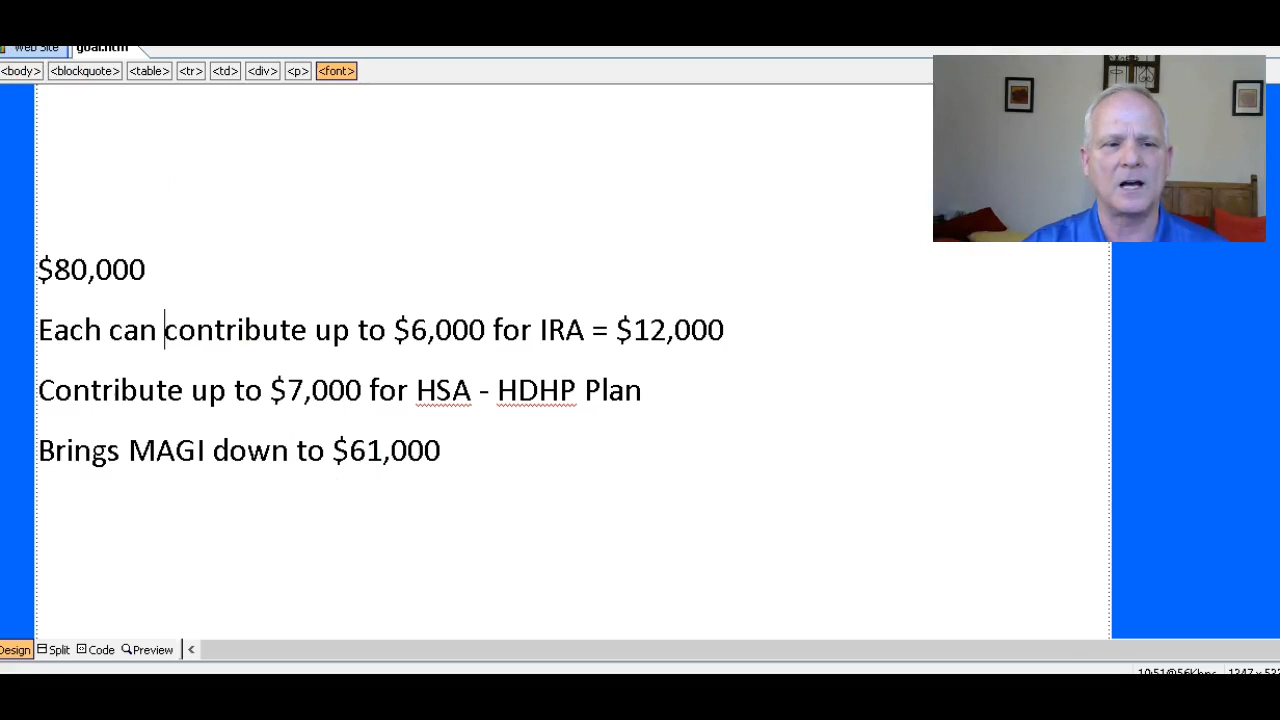 Web Site goal.htm
<body> <blockquote> <table> <tr> <td> <div> <p> <font>
$80,000
Each can contribute up to $6,000 for IRA = $12,000
Contribute up to $7,000 for HSA - HDHP Plan
Brings MAGI down to $61,000
Design Split Code Preview